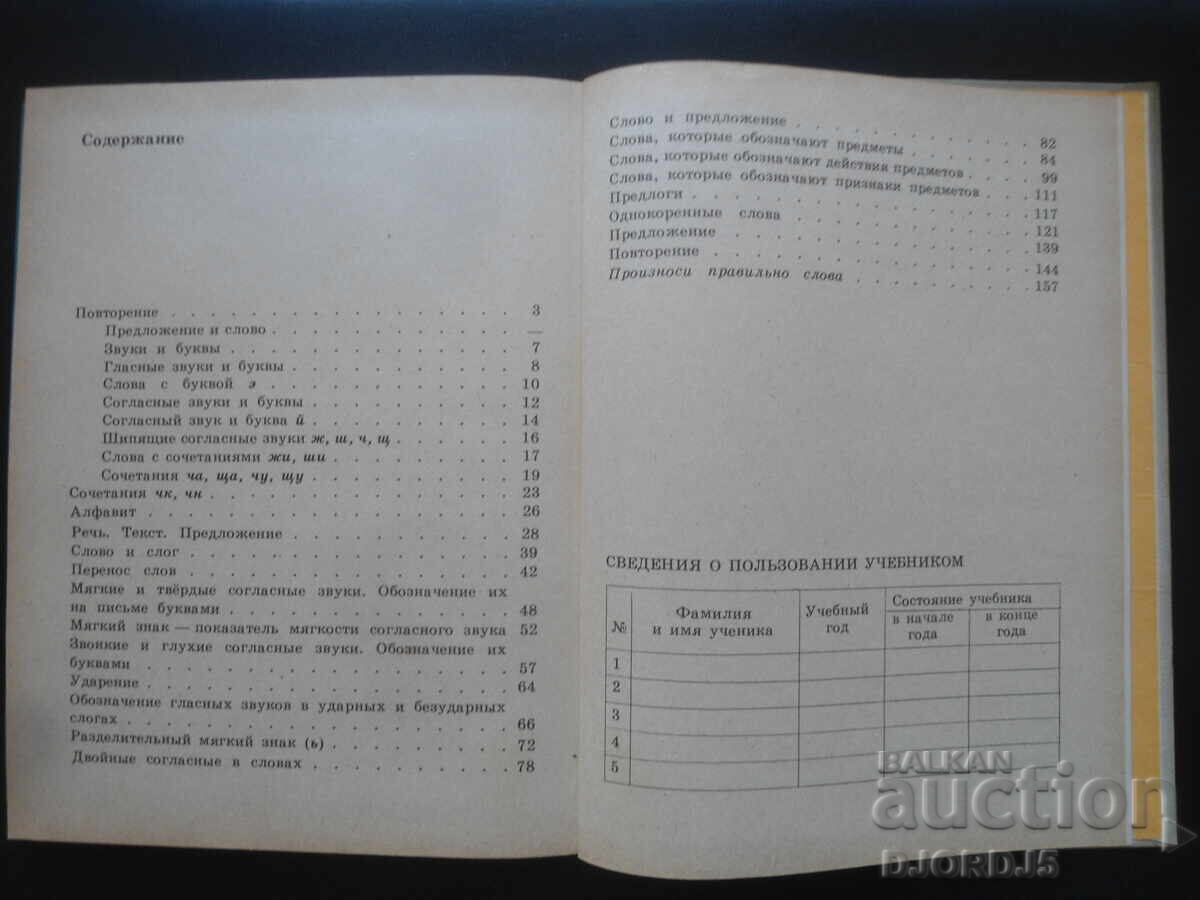 Содержание
Повторение 3
Предложение и слово —
Звуки и буквы 7
Гласные звуки и буквы 8
Слова с буквой э 10
Согласные звуки и буквы 12
Согласный звук и буква й 14
Шипящие согласные звуки ж, ш, ч, щ 16
Слова с сочетаниями жи, ши 17
Сочетания ча, ща, чу, щу 19
Сочетания чк, чн 23
Алфавит 26
Речь. Текст. Предложение 28
Слово и слог 39
Перенос слов 42
Мягкие и твёрдые согласные звуки. Обозначение их
на письме буквами 48
Мягкий знак — показатель мягкости согласного звука 52
Звонкие и глухие согласные звуки. Обозначение их
буквами 57
Ударение 64
Обозначение гласных звуков в ударных и безударных
слогах 66
Разделительный мягкий знак (ь) 72
Двойные согласные в словах 78
Слово и предложение 82
Слова, которые обозначают предметы 84
Слова, которые обозначают действия предметов 99
Слова, которые обозначают признаки предметов 111
Предлоги 117
Однокоренные слова 121
Предложение 139
Повторение 144
Произноси правильно слова 157
СВЕДЕНИЯ О ПОЛЬЗОВАНИИ УЧЕБНИКОМ
№
Фамилия
и имя ученика
Учебный
год
Состояние учебника
в начале
года
в конце
года
1
2
3
4
5
BALKAN
auction
DJORDJ5